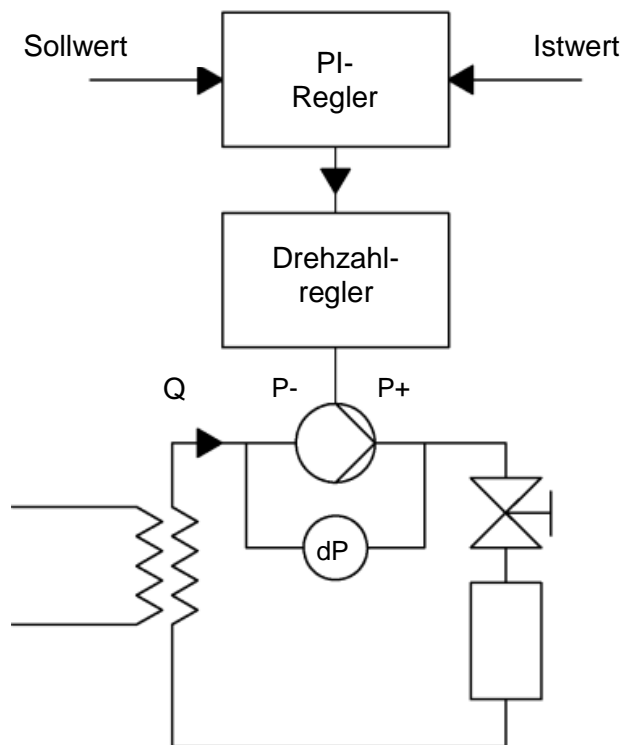 Sollwert
Istwert
PI-
Regler
Drehzahl-
regler
Q
P-
P+
dP